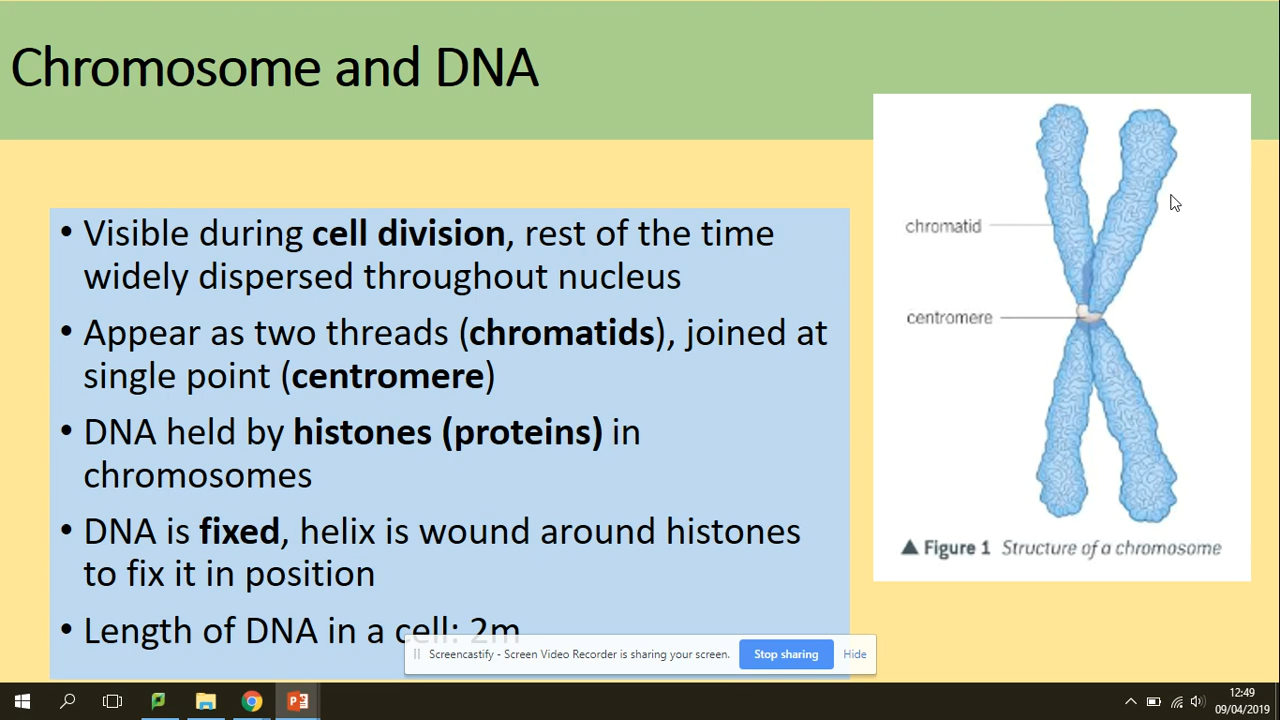 Chromosome and DNA
• Visible during cell division, rest of the time
widely dispersed throughout nucleus
• Appear as two threads (chromatids), joined at
single point (centromere)
• DNA held by histones (proteins) in
chromosomes
• DNA is fixed, helix is wound around histones
to fix it in position
• Length of DNA in a cell: 2m
chromatid
centromere
▲ Figure 1 Structure of a chromosome
Screencastify - Screen Video Recorder is sharing your screen.
Stop sharing
Hide
12:49
09/04/2019